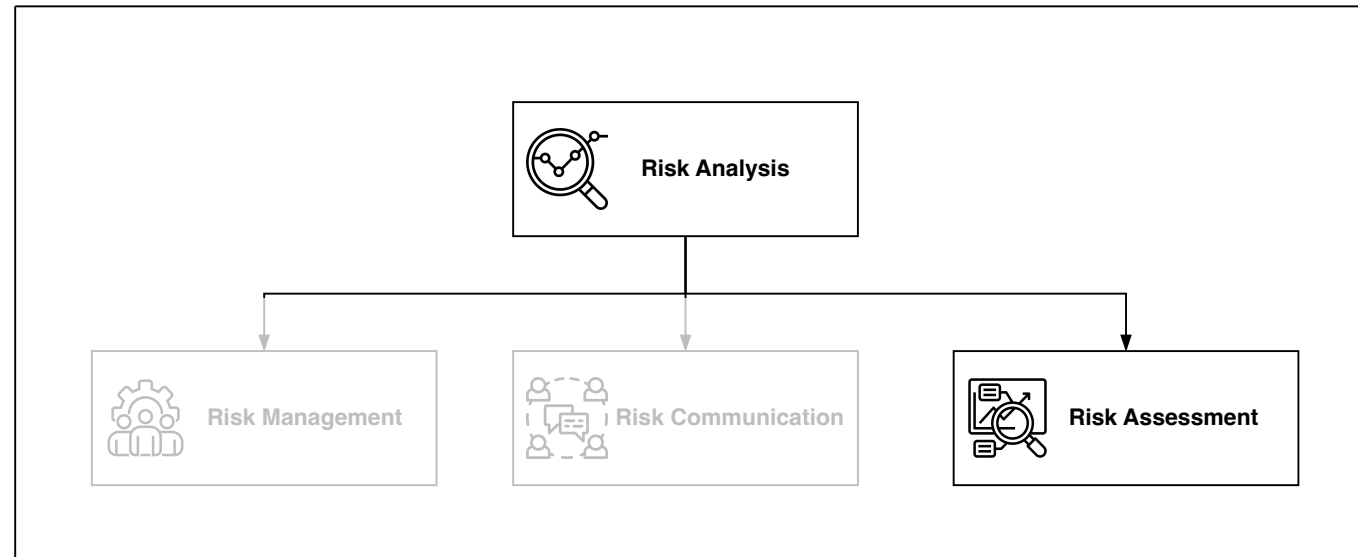 Risk Analysis
Risk Management
Risk Communication
Risk Assessment